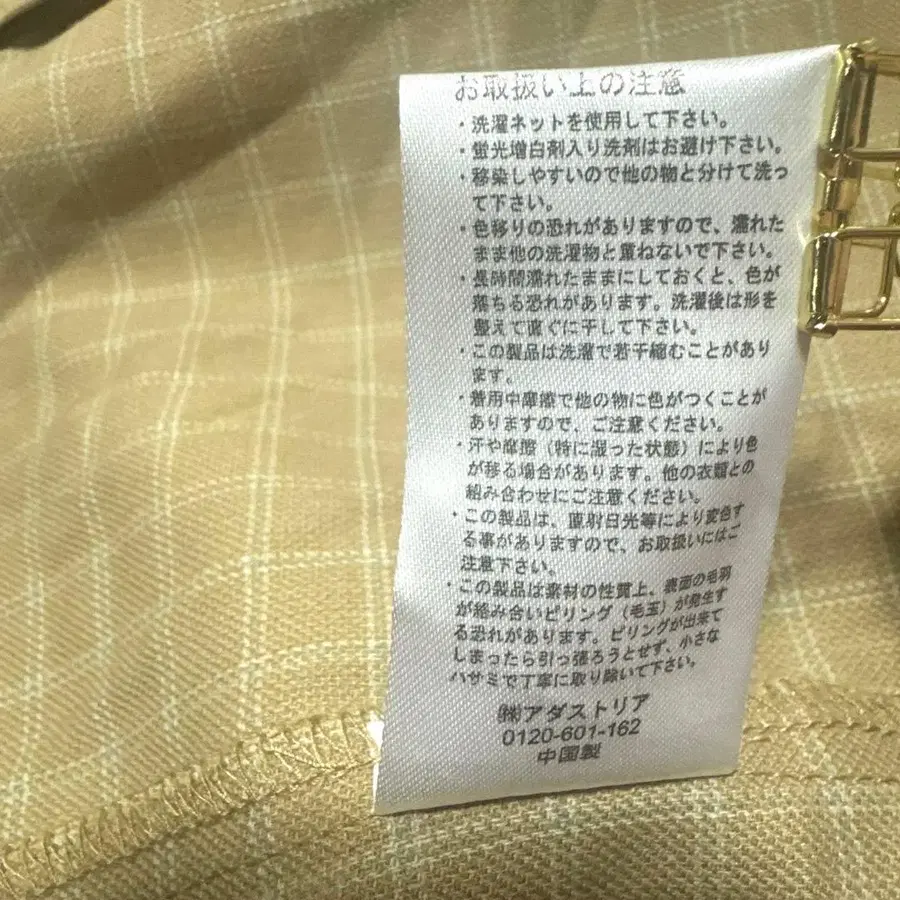 お取扱い上の注意
・洗濯ネットを使用して下さい。
・蛍光増白剤入り洗剤はお避け下さい。
・移染しやすいので他の物と分けて洗っ
て下さい。
・色移りの恐れがありますので、濡れた
まま他の洗濯物と重ねないで下さい。
・長時間濡れたままにしておくと、色が
落ちる恐れがあります。洗濯後は形を
整えて直ぐに干して下さい。
・この製品は洗濯で若干縮むことがあり
ます。
・着用中摩擦で他の物に色がつくことが
ありますので、ご注意ください。
・汗や摩擦（特に湿った状態）により色
が移る場合があります。他の衣類との
組み合わせにご注意ください。
・この製品は、直射日光等により変色す
る事がありますので、お取扱いにはご
注意下さい。
・この製品は素材の性質上、表面の毛羽
が絡み合いピリング（毛玉）が発生す
る恐れがあります。ピリングが出来て
しまったら引っ張ろうとせず、小さな
ハサミで丁寧に取り除いて下さい。
㈱アダストリア
0120-601-162
中国製